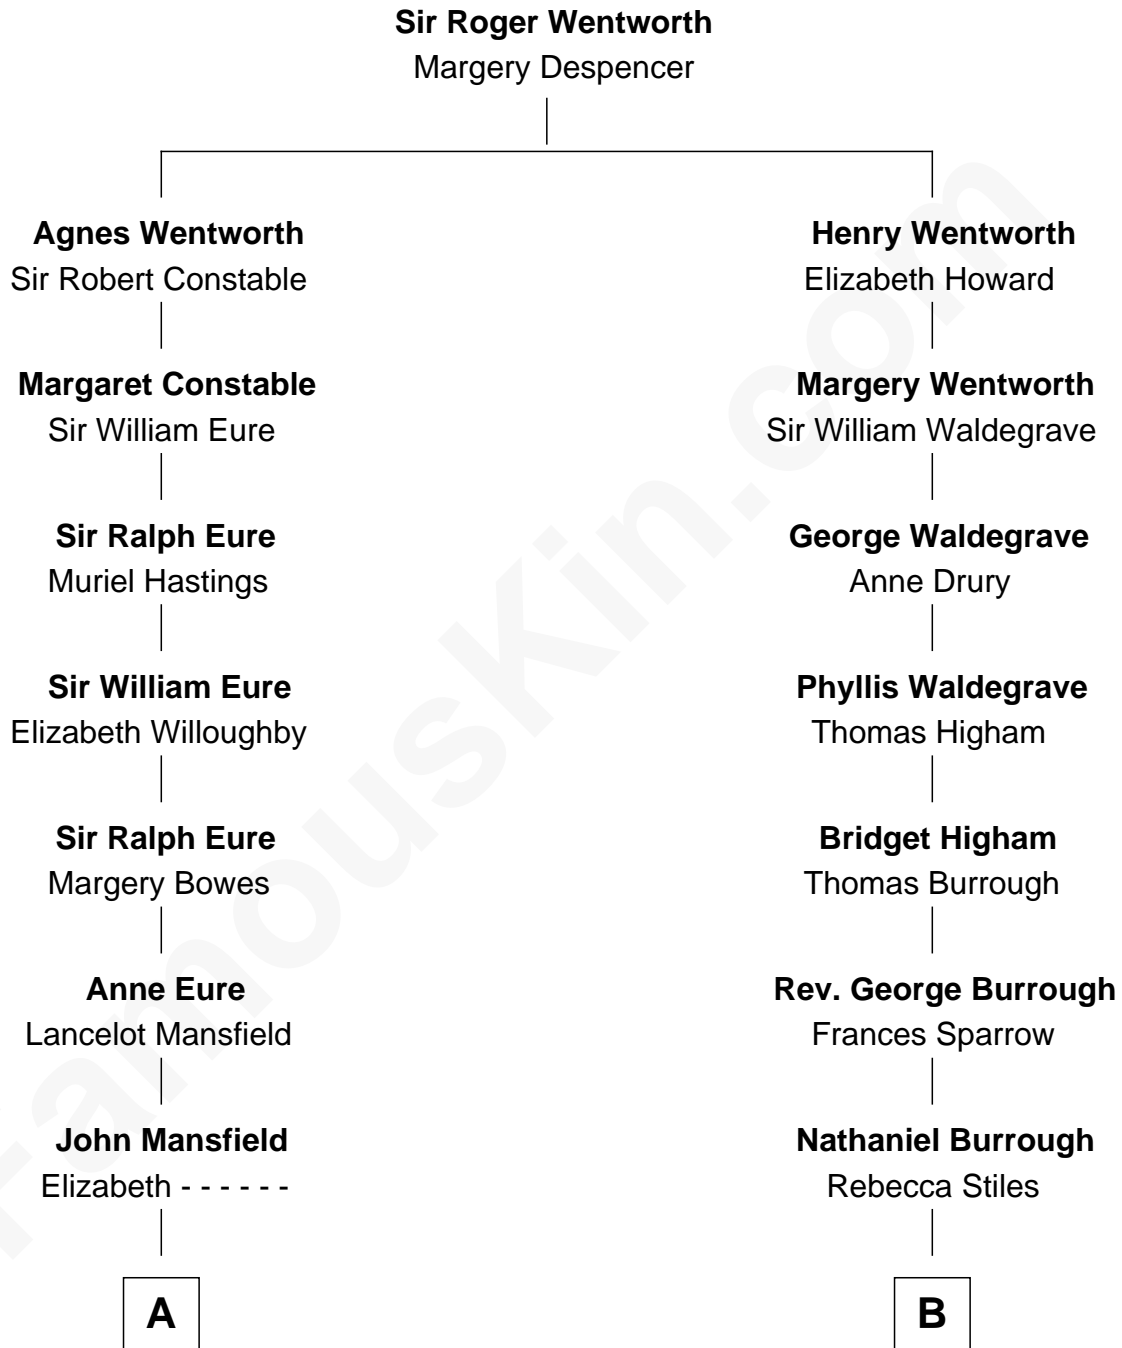 Sir Roger Wentworth
Margery Despencer
Agnes Wentworth
Sir Robert Constable
Henry Wentworth
Elizabeth Howard
Margaret Constable
Sir William Eure
Margery Wentworth
Sir William Waldegrave
Sir Ralph Eure
Muriel Hastings
George Waldegrave
Anne Drury
Sir William Eure
Elizabeth Willoughby
Phyllis Waldegrave
Thomas Higham
Sir Ralph Eure
Margery Bowes
Bridget Higham
Thomas Burrough
Anne Eure
Lancelot Mansfield
Rev. George Burrough
Frances Sparrow
John Mansfield
Elizabeth - - - - - -
Nathaniel Burrough
Rebecca Stiles
A
B
FamousKin.com